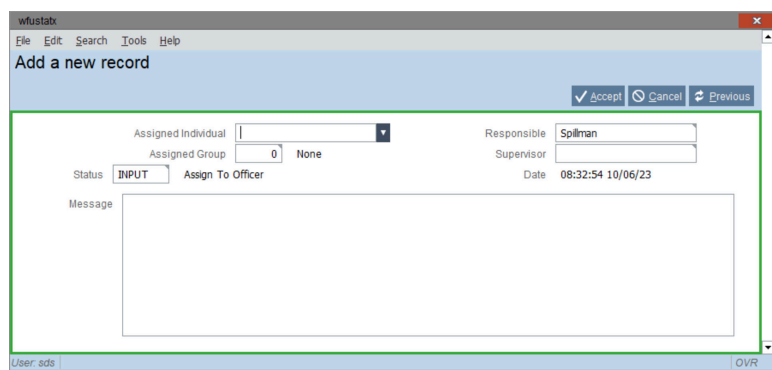 wfustatx
File Edit Search Tools Help
Add a new record
Accept Cancel Previous
Assigned Individual Responsible Spillman
Assigned Group 0 None Supervisor
Status INPUT Assign To Officer Date 08:32:54 10/06/23
Message
User: sds OVR